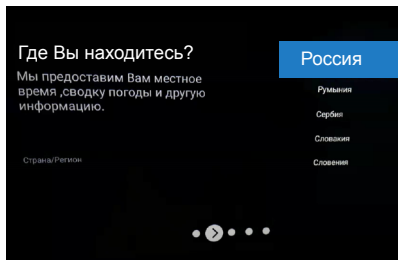 Где Вы находитесь?
Мы предоставим Вам местное
время ,сводку погоды и другую
информацию.
Страна/Регион
Россия
Румыния
Сербия
Словакия
Словения